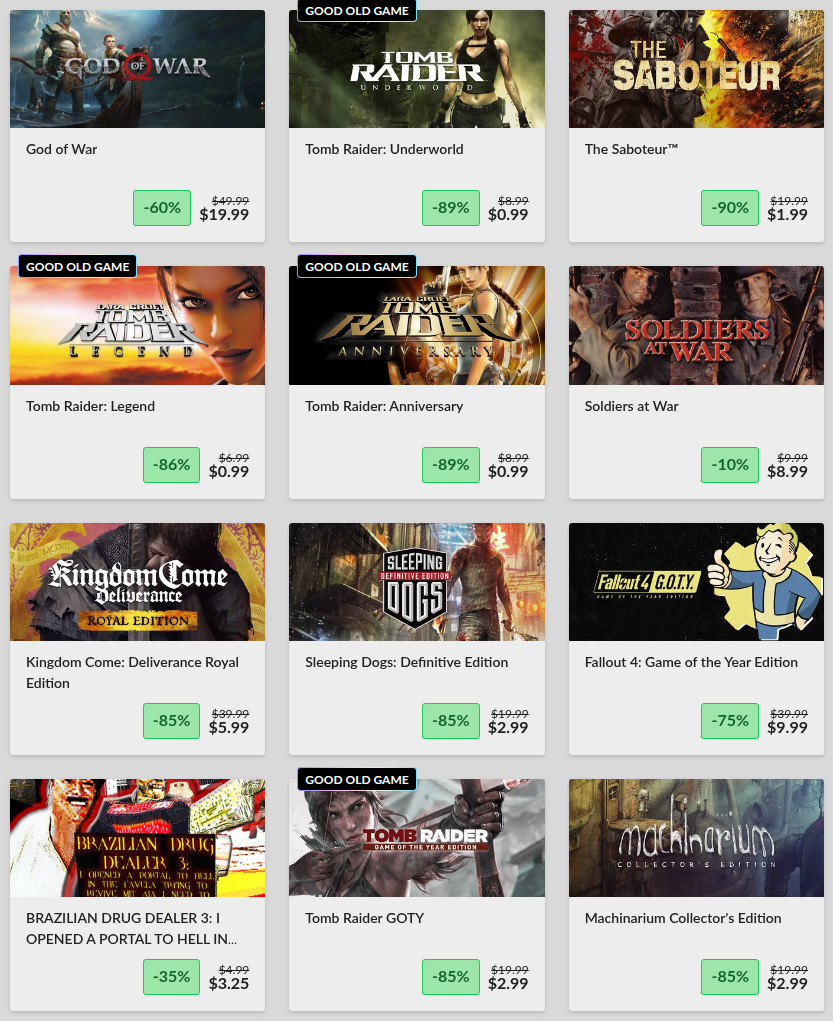 GOD OF WAR
God of War
-60%
$49.99
$19.99
GOOD OLD GAME
TOMB
RAIDER
UNDERWORLD
Tomb Raider: Underworld
-89%
$8.99
$0.99
THE
SABOTEUR
The Saboteur™
-90%
$19.99
$1.99
GOOD OLD GAME
LARA CROFT
TOMB
RAIDER
LEGEND
Tomb Raider: Legend
-86%
$6.99
$0.99
GOOD OLD GAME
LARA CROFT
TOMB
RAIDER
ANNIVERSARY
Tomb Raider: Anniversary
-89%
$8.99
$0.99
SOLDIERS
AT WAR
Soldiers at War
-10%
$9.99
$8.99
Kingdom Come
Deliverance
ROYAL EDITION
Kingdom Come: Deliverance Royal
Edition
-85%
$39.99
$5.99
SLEEPING
DEFINITIVE EDITION
DOGS
Sleeping Dogs: Definitive Edition
-85%
$19.99
$2.99
Fallout 4 G.O.T.Y.
GAME OF THE YEAR EDITION
Fallout 4: Game of the Year Edition
-75%
$39.99
$9.99
BRAZILIAN DRUG
DEALER 3:
I OPENED A PORTAL TO HELL
IN THE FAVELA TRYING TO
REVIVE MIT AIA I NEED TO
BRAZILIAN DRUG DEALER 3: I
OPENED A PORTAL TO HELL IN...
-35%
$4.99
$3.25
GOOD OLD GAME
TOMB RAIDER
GAME OF THE YEAR EDITION
Tomb Raider GOTY
-85%
$19.99
$2.99
machinarium
COLLECTOR'S EDITION
Machinarium Collector's Edition
-85%
$19.99
$2.99